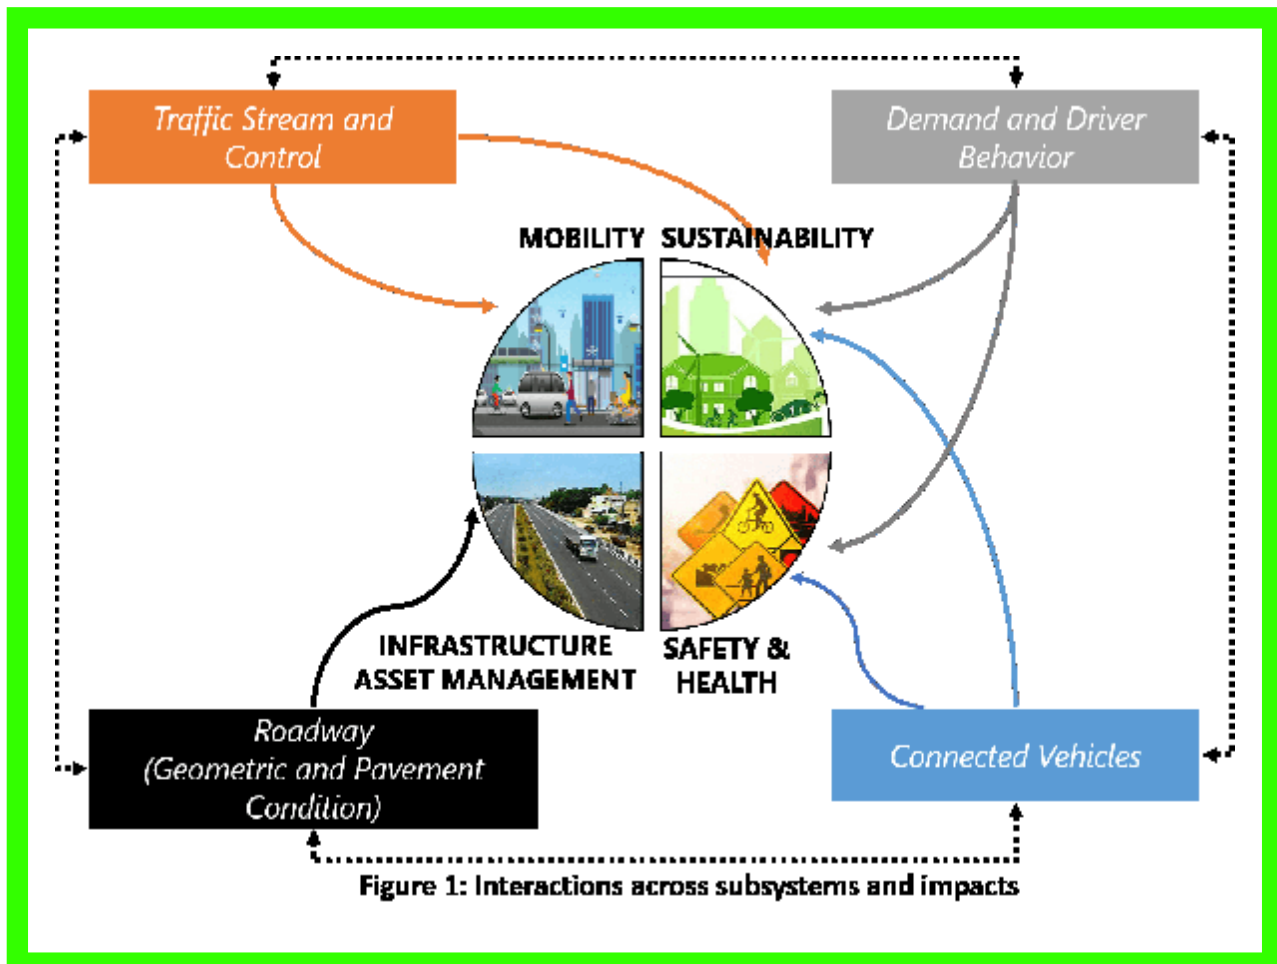 Traffic Stream and
Control
Demand and Driver
Behavior
MOBILITY
SUSTAINABILITY
INFRASTRUCTURE
ASSET MANAGEMENT
SAFETY &
HEALTH
Roadway
(Geometric and Pavement
Condition)
Connected Vehicles
Figure 1: Interactions across subsystems and impacts